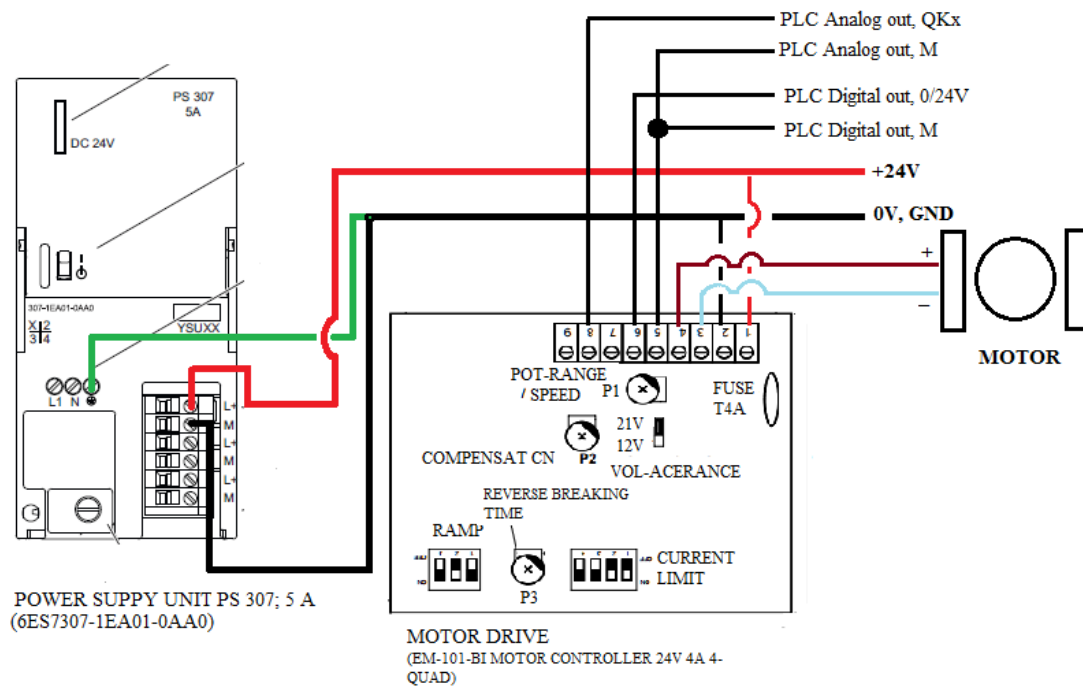 PLC Analog out, QKx
PLC Analog out, M
PLC Digital out, 0/24V
PLC Digital out, M
+24V
0V, GND
PS 307
5A
DC 24V
307-1EA01-0AA0
X 2
3 4
YSUXX
L1 N
L+
M
L+
M
L+
M
+
–
MOTOR
9 8 7 6 5 4 3 2 1
POT-RANGE
/ SPEED
P1
FUSE
T4A
21V
12V
COMPENSAT CN
P2
VOL-ACERANCE
REVERSE BREAKING
TIME
RAMP
P3
CURRENT
LIMIT
POWER SUPPY UNIT PS 307; 5 A
(6ES7307-1EA01-0AA0)
MOTOR DRIVE
(EM-101-BI MOTOR CONTROLLER 24V 4A 4-
QUAD)